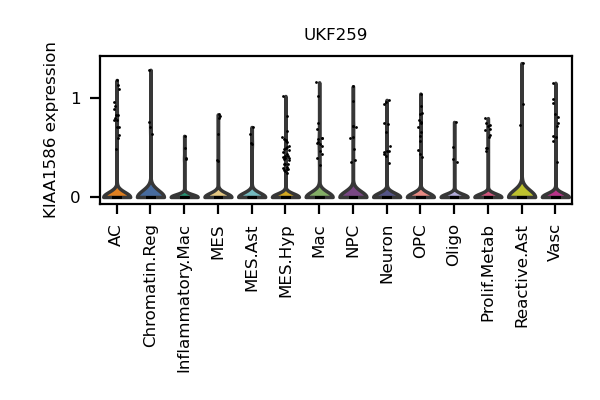 UKF259
KIAA1586 expression
1
0
AC
Chromatin.Reg
Inflammatory.Mac
MES
MES.Ast
MES.Hyp
Mac
NPC
Neuron
OPC
Oligo
Prolif.Metab
Reactive.Ast
Vasc